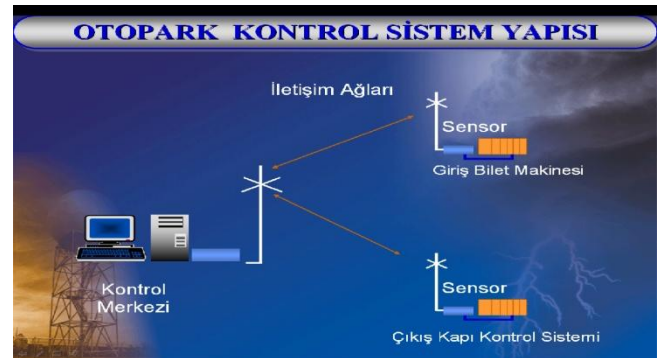 OTOPARK KONTROL SİSTEM YAPISI
İletişim Ağları
Sensor
Giriş Bilet Makinesi
Kontrol
Merkezi
Sensor
Çıkış Kapı Kontrol Sistemi